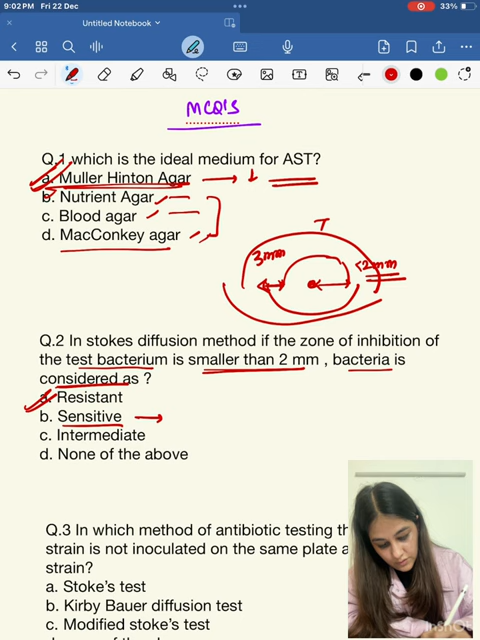 9:02 PM Fri 22 Dec
33%
Untitled Notebook
MCQ'S
Q.1 which is the ideal medium for AST?
a. Muller Hinton Agar
b. Nutrient Agar
c. Blood agar
d. MacConkey agar
T
3mm
<2mm
Q.2 In stokes diffusion method if the zone of inhibition of
the test bacterium is smaller than 2 mm , bacteria is
considered as ?
a. Resistant
b. Sensitive
c. Intermediate
d. None of the above
Q.3 In which method of antibiotic testing
strain is not inoculated on the same plate
strain?
a. Stoke's test
b. Kirby Bauer diffusion test
c. Modified stoke's test
InShOt